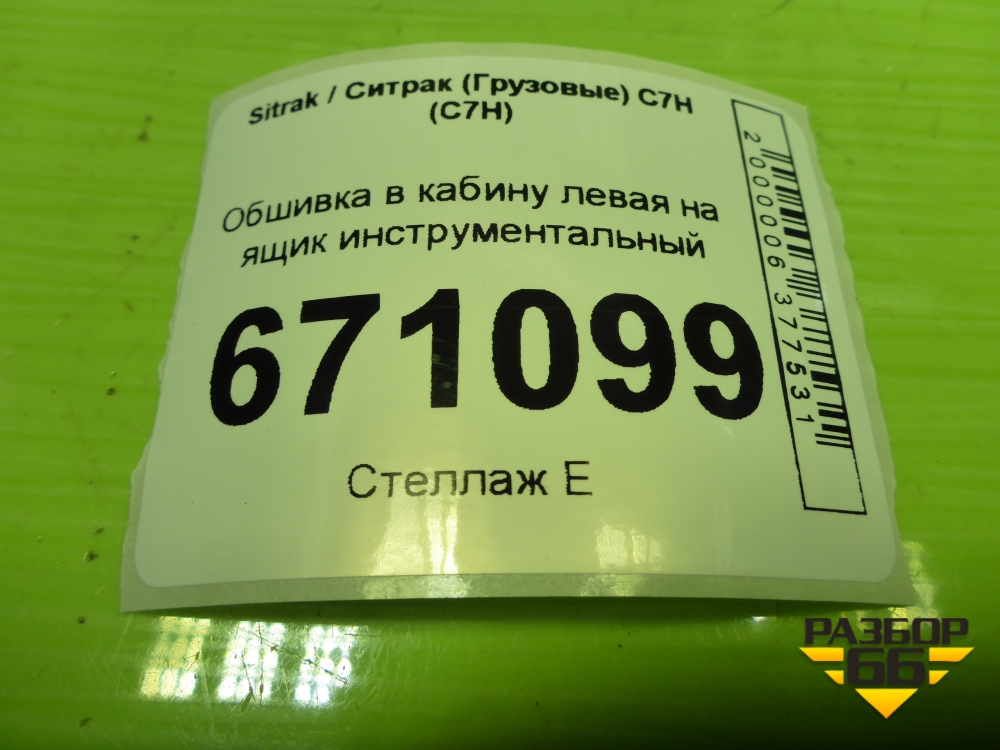 Sitrak / Ситрак (Грузовые) C7H
(C7H)
Обшивка в кабину левая на
ящик инструментальный
671099
Стеллаж Е
2000006377531
РАЗБОР
66